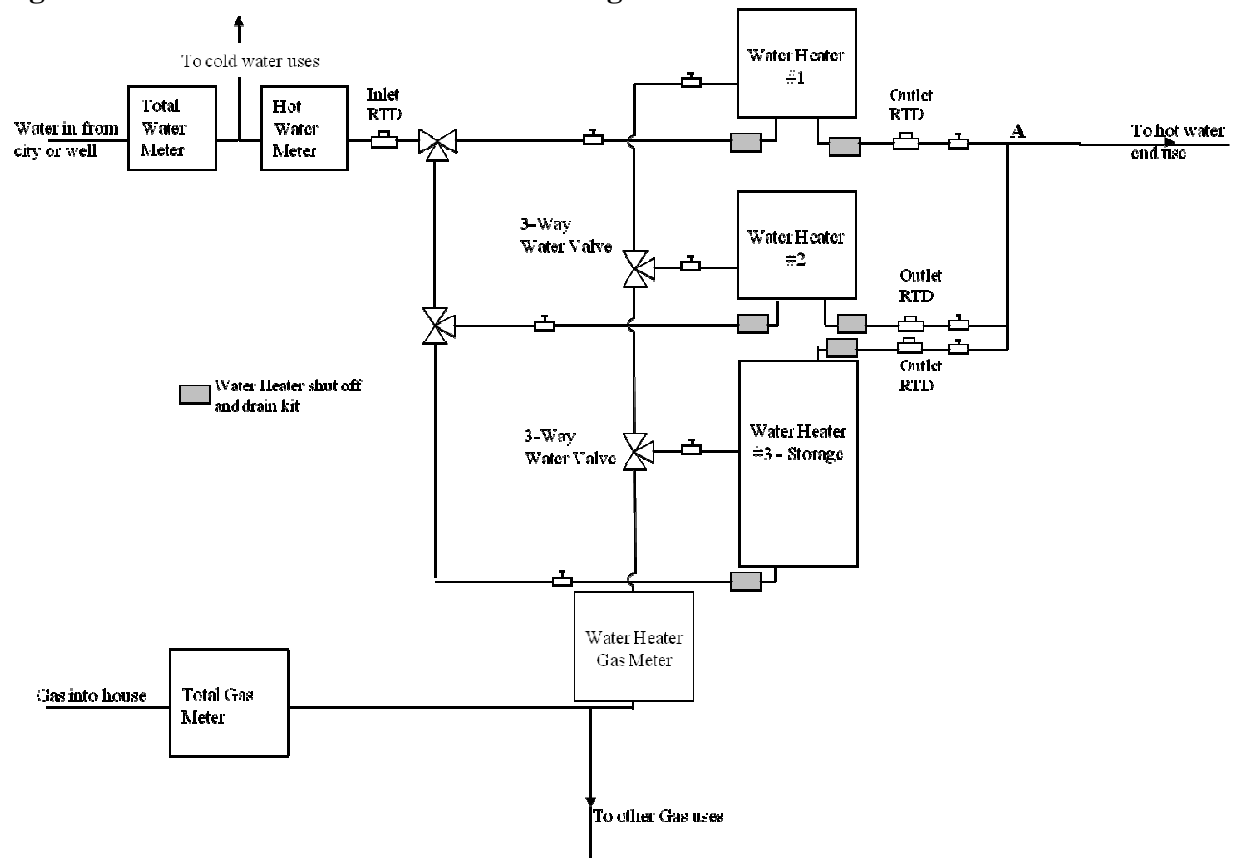 To cold water uses
Total
Water
Meter
Hot
Water
Meter
Inlet
RTD
Water in from
city or well
Water Heater
#1
Outlet
RTD
A
To hot water
end use
3-Way
Water Valve
Water Heater
#2
Outlet
RTD
Outlet
RTD
Water Heater shut off
and drain kit
3-Way
Water Valve
Water Heater
#3 - Storage
Water Heater
Gas Meter
Gas into house
Total Gas
Meter
To other Gas uses